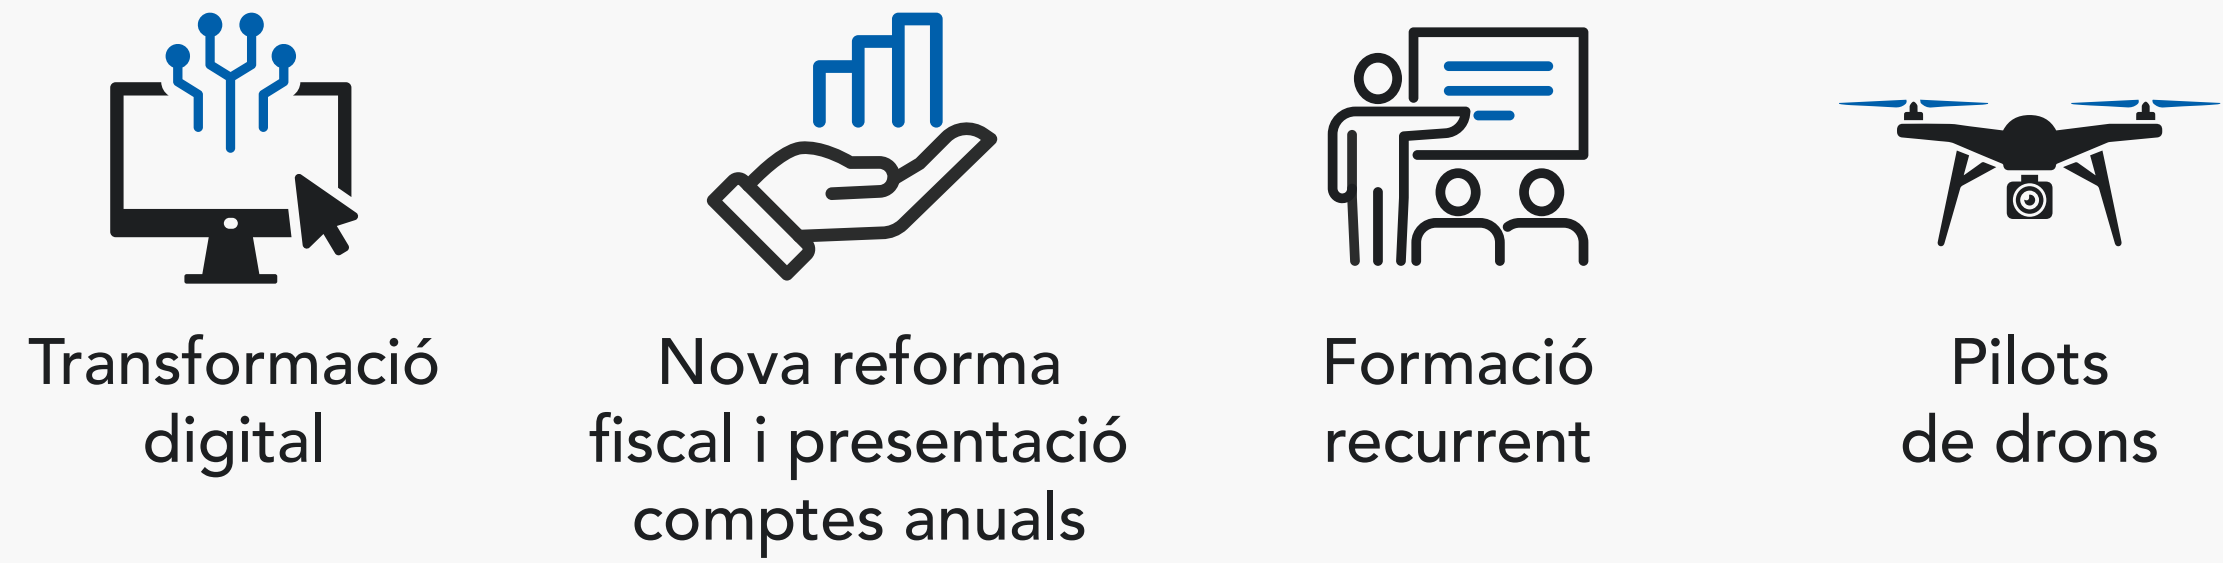 Transformació
digital
Nova reforma
fiscal i presentació
comptes anuals
Formació
recurrent
Pilots
de drons